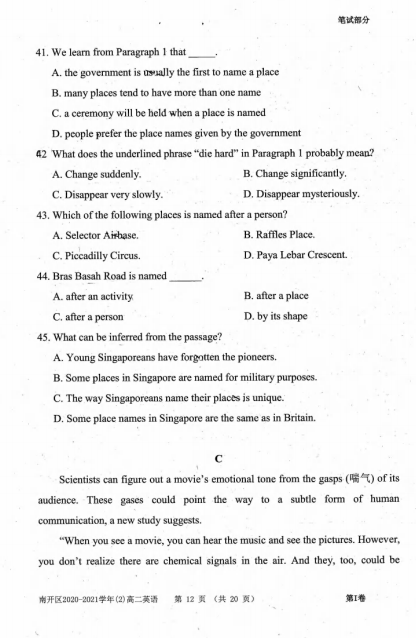 笔试部分
41. We learn from Paragraph 1 that _____.
A. the government is usually the first to name a place
B. many places tend to have more than one name
C. a ceremony will be held when a place is named
D. people prefer the place names given by the government
42 What does the underlined phrase “die hard” in Paragraph 1 probably mean?
A. Change suddenly. B. Change significantly.
C. Disappear very slowly. D. Disappear mysteriously.
43. Which of the following places is named after a person?
A. Selector Airbase. B. Raffles Place.
C. Piccadilly Circus. D. Paya Lebar Crescent.
44. Bras Basah Road is named ______.
A. after an activity B. after a place
C. after a person D. by its shape
45. What can be inferred from the passage?
A. Young Singaporeans have forgotten the pioneers.
B. Some places in Singapore are named for military purposes.
C. The way Singaporeans name their places is unique.
D. Some place names in Singapore are the same as in Britain.
C
Scientists can figure out a movie’s emotional tone from the gasps (喘气) of its
audience. These gases could point the way to a subtle form of human
communication, a new study suggests.
“When you see a movie, you can hear the music and see the pictures. However,
you don’t realize there are chemical signals in the air. And they, too, could be
南开区2020-2021学年(2)高二英语 第 12 页 (共 20 页) 第I卷